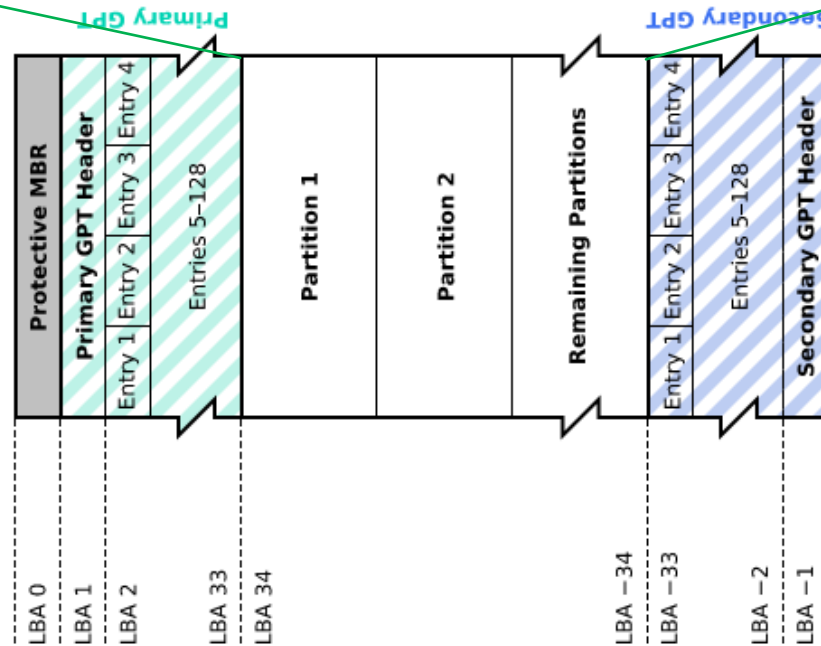 Primary GPT
Secondary GPT
Protective MBR
Primary GPT Header
Entry 1 Entry 2 Entry 3 Entry 4
Entries 5–128
Partition 1
Partition 2
Remaining Partitions
Entry 1 Entry 2 Entry 3 Entry 4
Entries 5–128
Secondary GPT Header
LBA 0
LBA 1
LBA 2
LBA 33
LBA 34
LBA −34
LBA −33
LBA −2
LBA −1